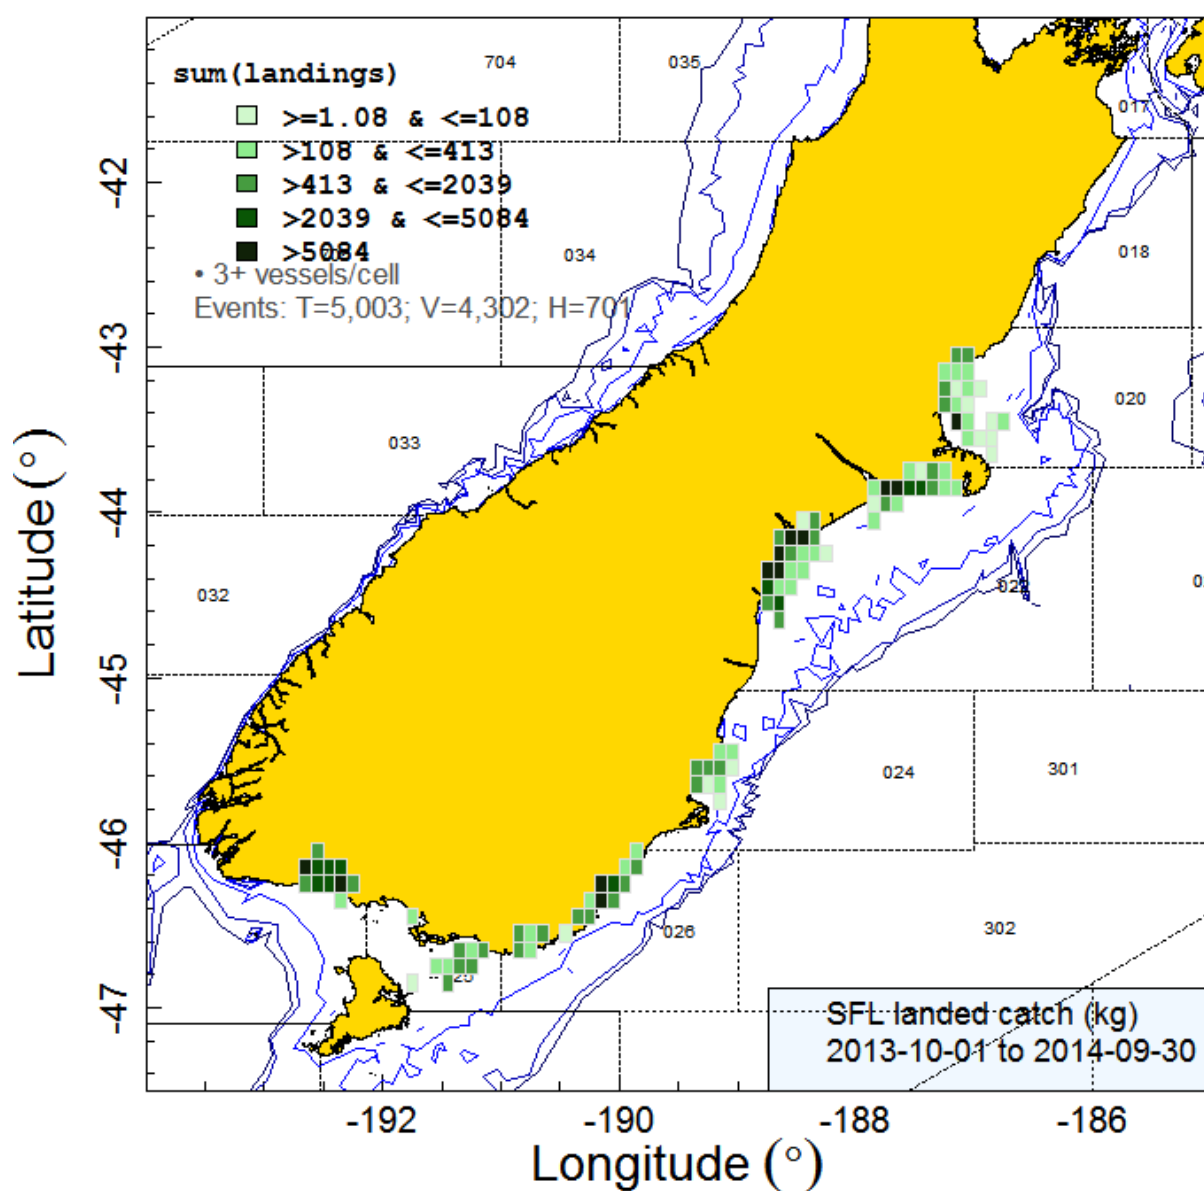 704
035
017
sum(landings)
>=1.08 & <=108
>108 & <=413
>413 & <=2039
>2039 & <=5084
>5084
• 3+ vessels/cell
Events: T=5,003; V=4,302; H=701
034
018
033
020
032
022
024
301
026
302
025
SFL landed catch (kg)
2013-10-01 to 2014-09-30
-42
-43
-44
-45
-46
-47
Latitude (°)
-192
-190
-188
-186
Longitude (°)